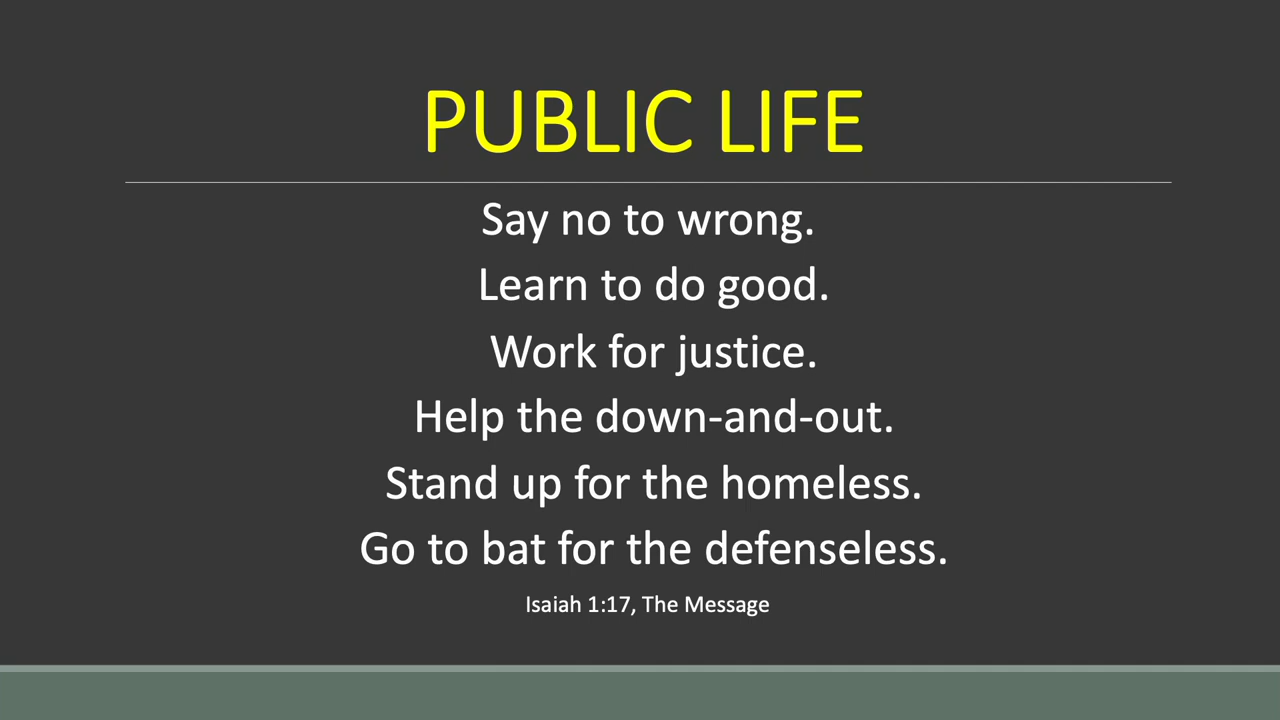 PUBLIC LIFE
Say no to wrong.
Learn to do good.
Work for justice.
Help the down-and-out.
Stand up for the homeless.
Go to bat for the defenseless.
Isaiah 1:17, The Message